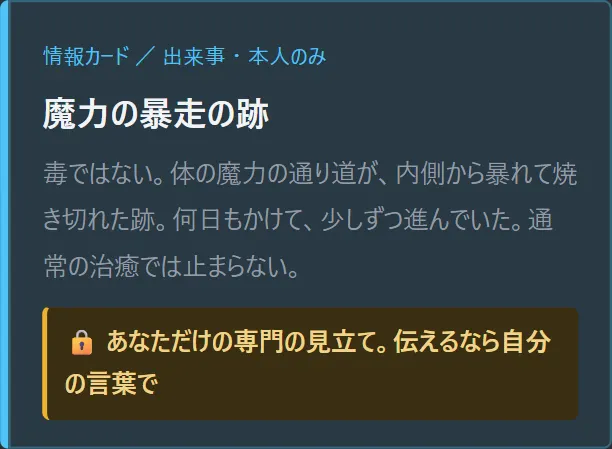 情報カード ／ 出来事 · 本人のみ
魔力の暴走の跡
毒ではない。体の魔力の通り道が、内側から暴れて焼
き切れた跡。何日もかけて、少しずつ進んでいた。通
常の治癒では止まらない。
🔒 あなただけの専門の見立て。伝えるなら自分
の言葉で